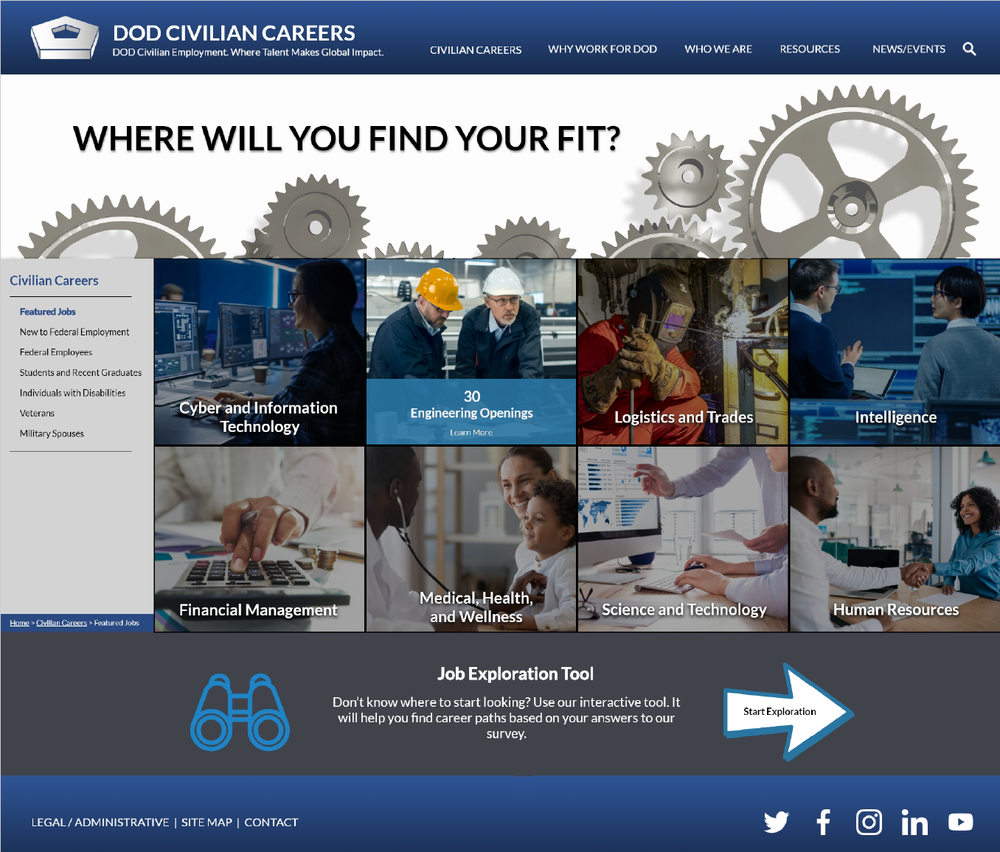 DOD CIVILIAN CAREERS
DOD Civilian Employment. Where Talent Makes Global Impact.
CIVILIAN CAREERS
WHY WORK FOR DOD
WHO WE ARE
RESOURCES
NEWS/EVENTS
WHERE WILL YOU FIND YOUR FIT?
Civilian Careers
Featured Jobs
New to Federal Employment
Federal Employees
Students and Recent Graduates
Individuals with Disabilities
Veterans
Military Spouses
Home > Civilian Careers > Featured Jobs
Cyber and Information
Technology
30
Engineering Openings
Learn More
Logistics and Trades
Intelligence
Financial Management
Medical, Health,
and Wellness
Science and Technology
Human Resources
Job Exploration Tool
Don't know where to start looking? Use our interactive tool. It
will help you find career paths based on your answers to our
survey.
Start Exploration
LEGAL / ADMINISTRATIVE | SITE MAP | CONTACT